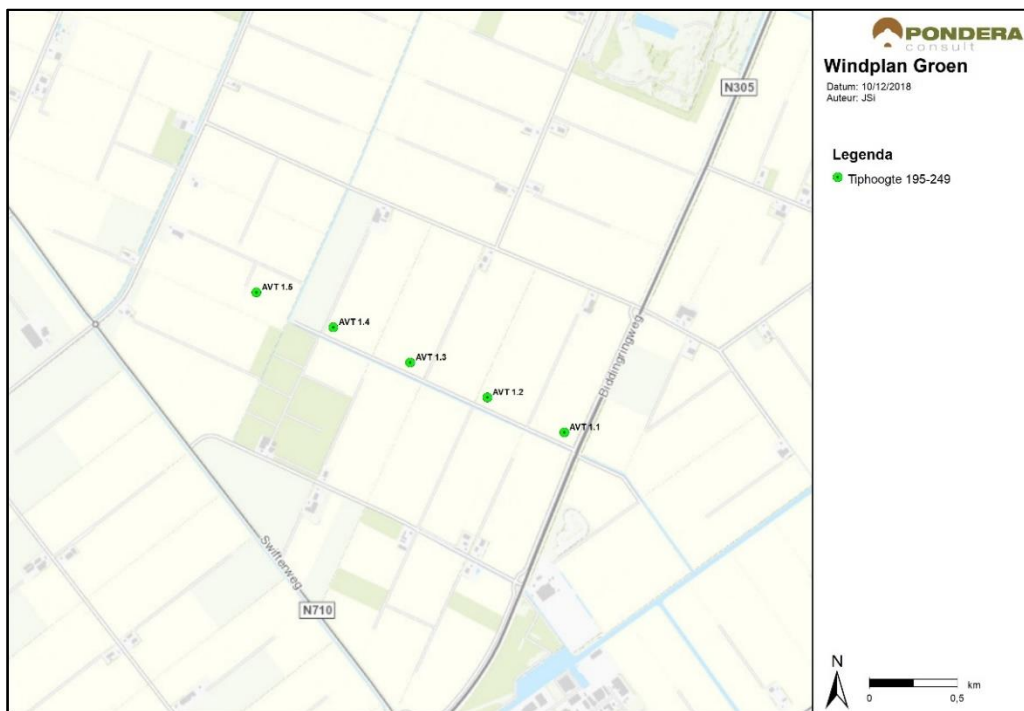 PONDERA
consult
Windplan Groen
Datum: 10/12/2018
Auteur: JSi
Legenda
Tiphoogte 195-249
N305
AVT 1.5
AVT 1.4
AVT 1.3
AVT 1.2
AVT 1.1
Biddingringweg
Swifterweg
N710
N
km
0
0,5